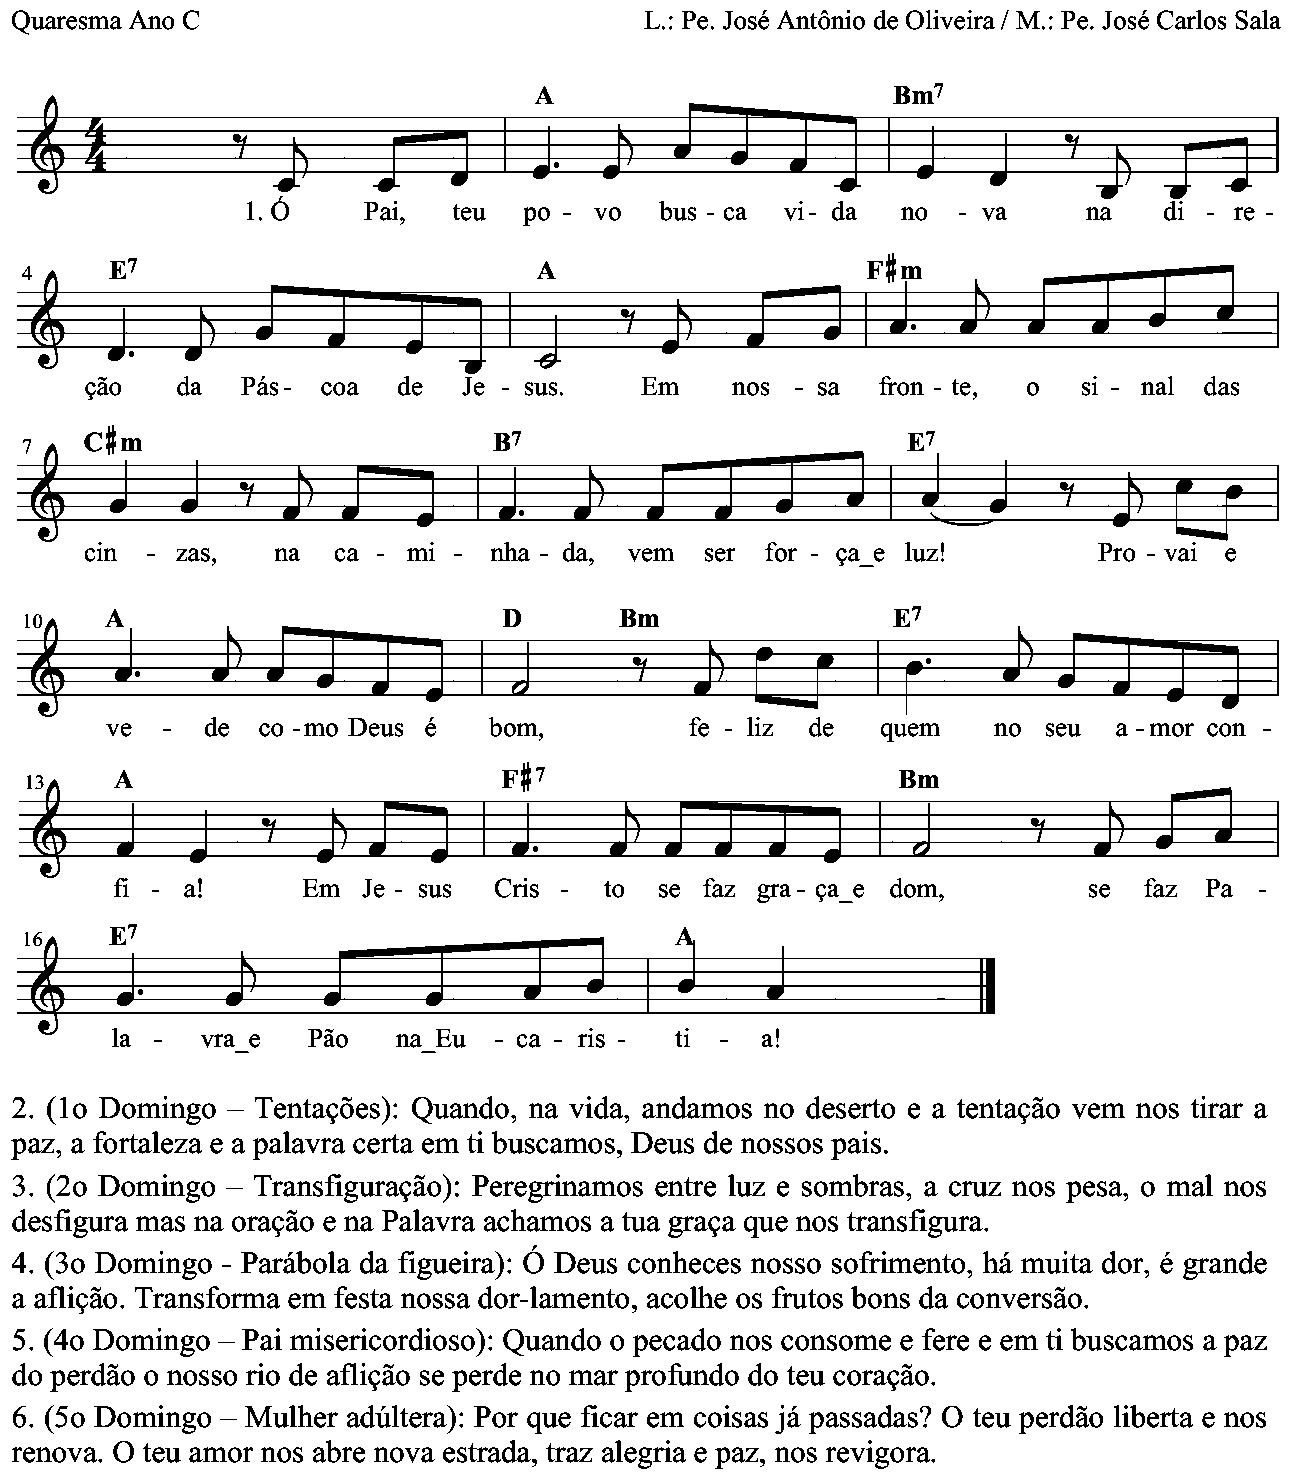 Quaresma Ano C L.: Pe. José Antônio de Oliveira / M.: Pe. José Carlos Sala
A Bm7
4 4
1. Ó Pai, teu po - vo bus - ca vi - da no - va na di - re -
4 E7 A F#m
ção da Pás - coa de Je - sus. Em nos - sa fron - te, o si - nal das
7 C#m B7 E7
cin - zas, na ca - mi - nha - da, vem ser for - ça_e luz! Pro - vai e
10 A D Bm E7
ve - de co - mo Deus é bom, fe - liz de quem no seu a - mor con -
13 A F#7 Bm
fi - a! Em Je - sus Cris - to se faz gra - ça_e dom, se faz Pa -
16 E7 A
la - vra_e Pão na_Eu - ca - ris - ti - a!
2. (1o Domingo – Tentações): Quando, na vida, andamos no deserto e a tentação vem nos tirar a
paz, a fortaleza e a palavra certa em ti buscamos, Deus de nossos pais.
3. (2o Domingo – Transfiguração): Peregrinamos entre luz e sombras, a cruz nos pesa, o mal nos
desfigura mas na oração e na Palavra achamos a tua graça que nos transfigura.
4. (3o Domingo - Parábola da figueira): Ó Deus conheces nosso sofrimento, há muita dor, é grande
a aflição. Transforma em festa nossa dor-lamento, acolhe os frutos bons da conversão.
5. (4o Domingo – Pai misericordioso): Quando o pecado nos consome e fere e em ti buscamos a paz
do perdão o nosso rio de aflição se perde no mar profundo do teu coração.
6. (5o Domingo – Mulher adúltera): Por que ficar em coisas já passadas? O teu perdão liberta e nos
renova. O teu amor nos abre nova estrada, traz alegria e paz, nos revigora.